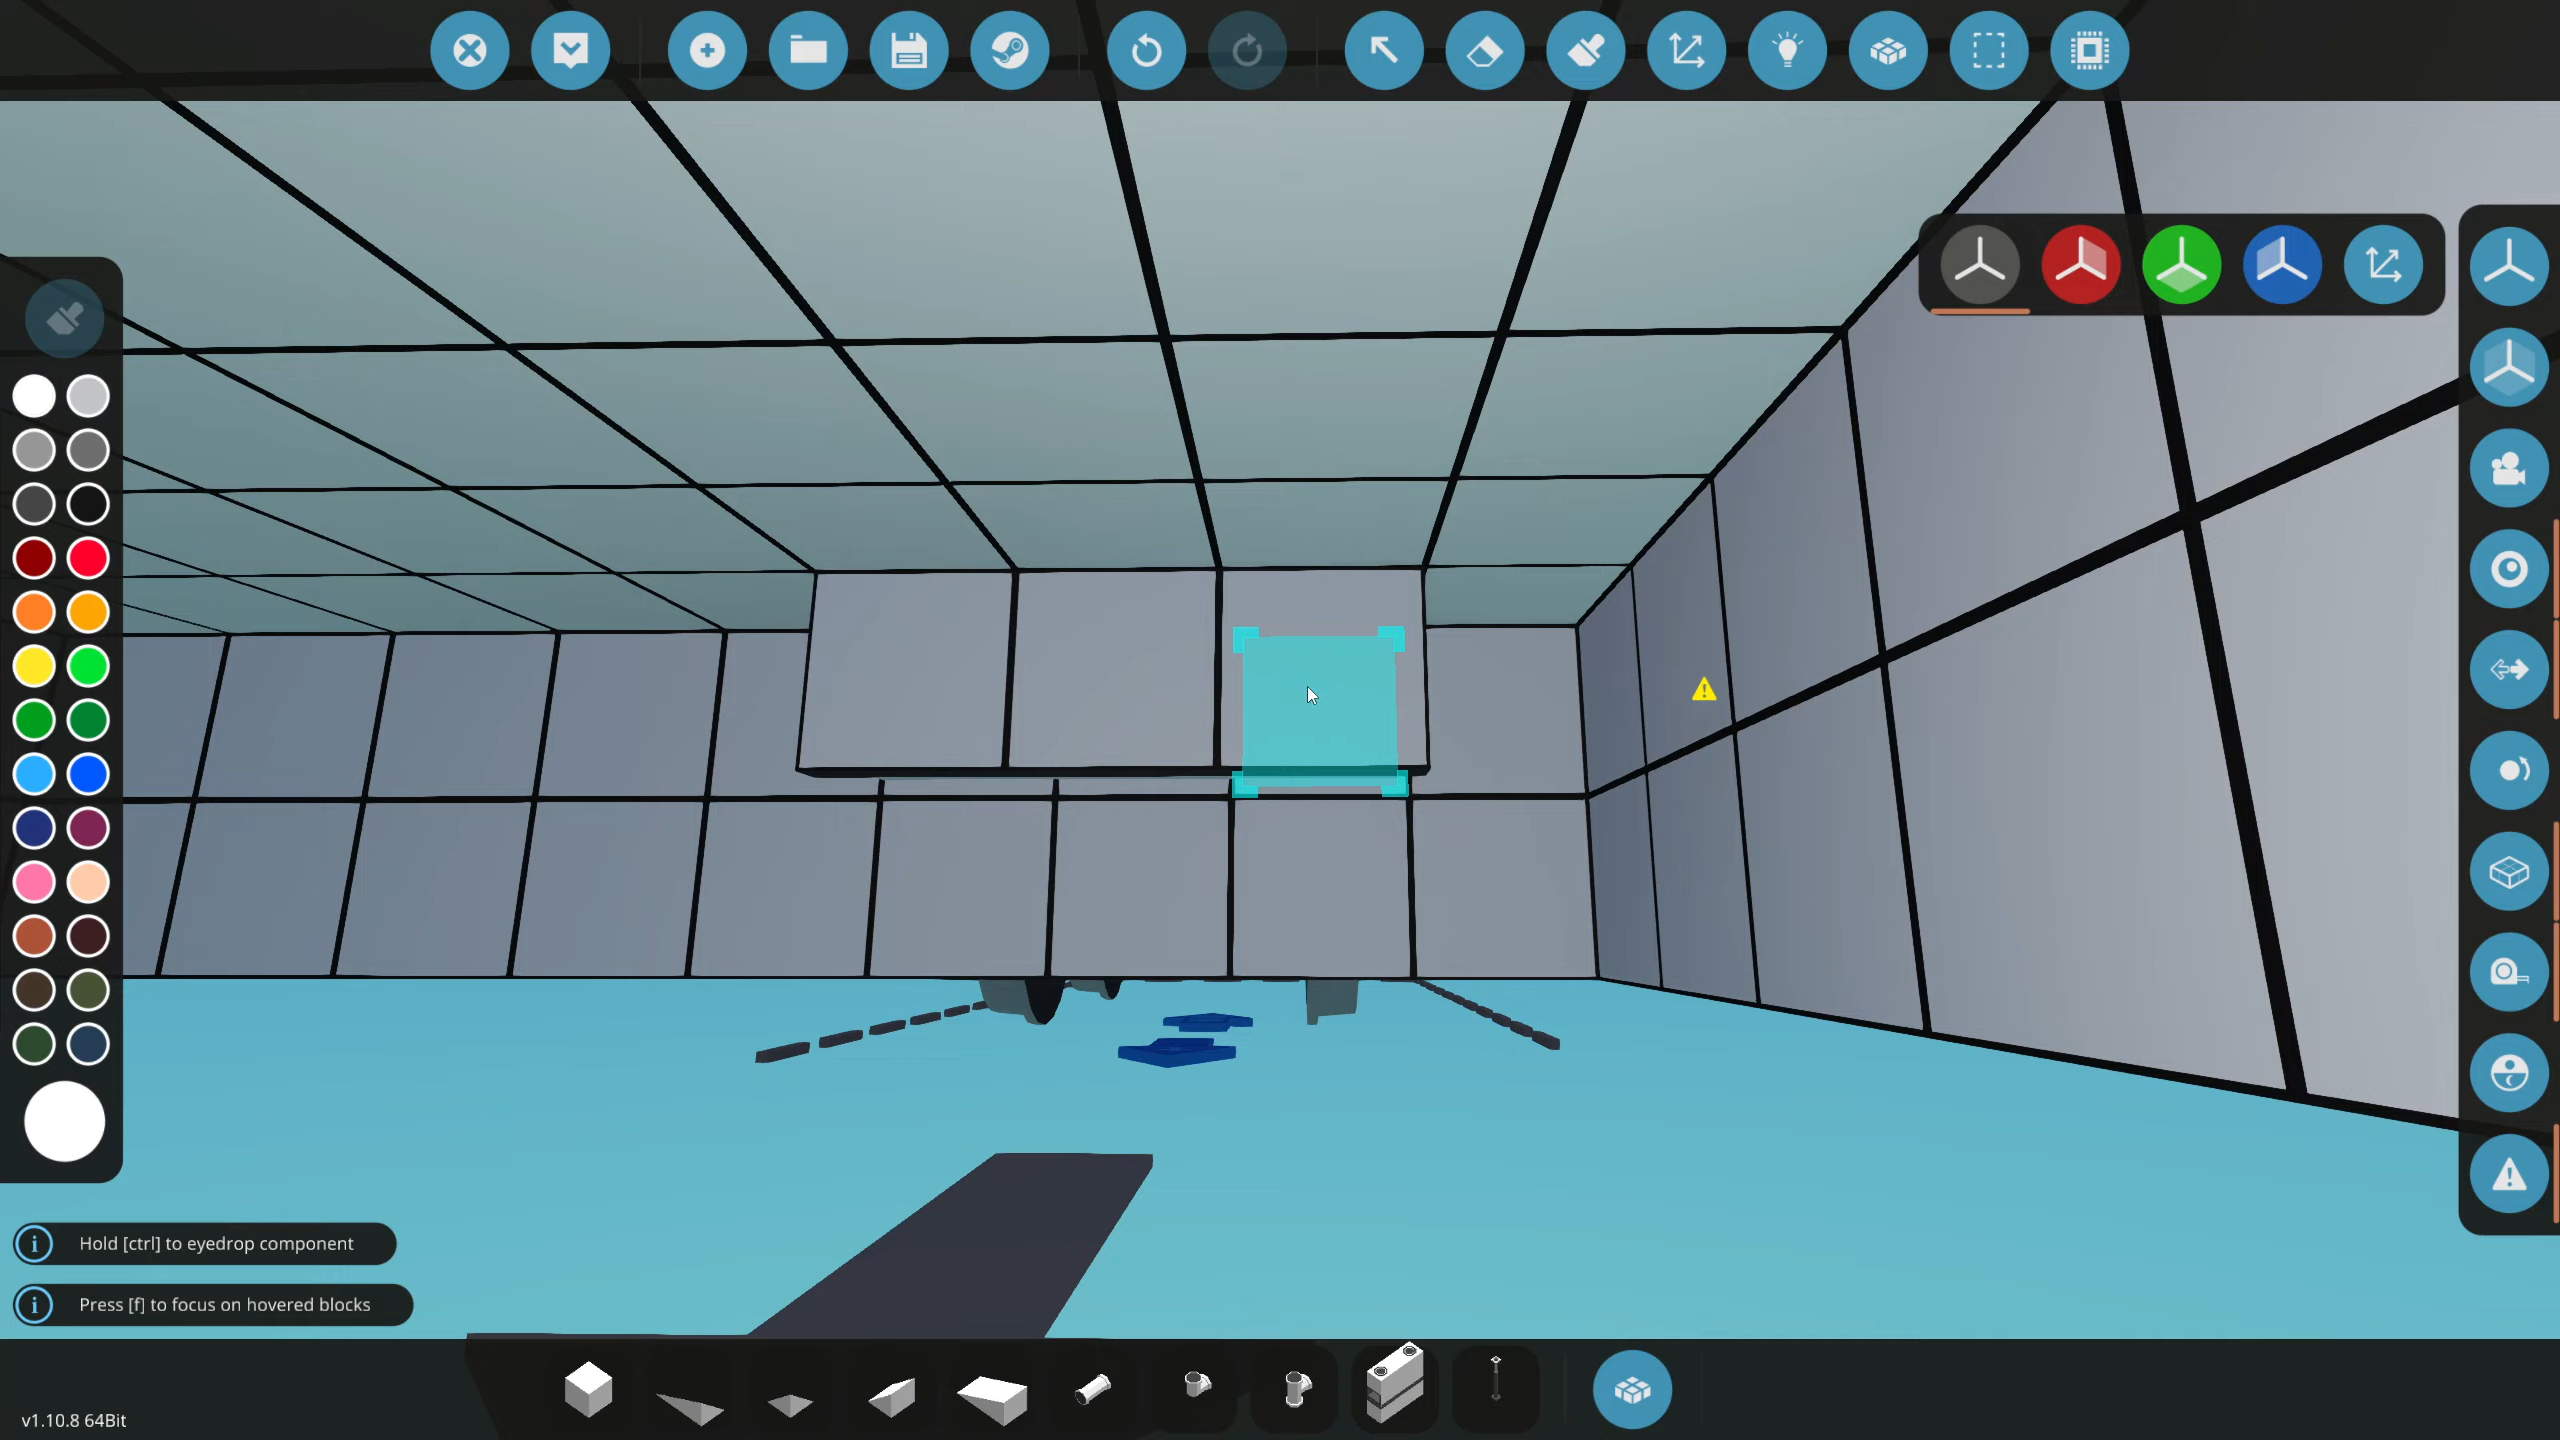 Hold [ctrl] to eyedrop component
Press [f] to focus on hovered blocks
v1.10.8 64Bit